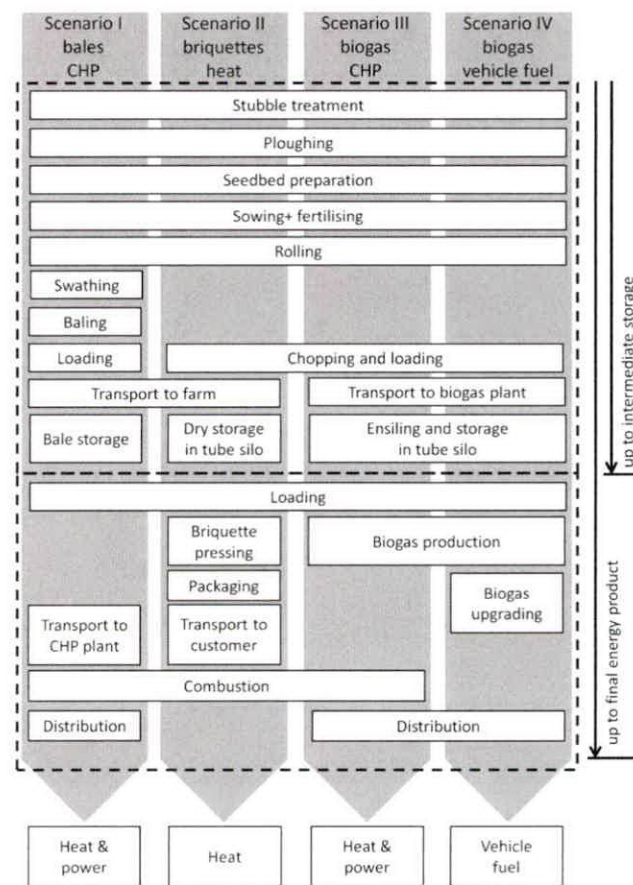 Scenario I
bales
CHP
Scenario II
briquettes
heat
Scenario III
biogas
CHP
Scenario IV
biogas
vehicle fuel
Stubble treatment
Ploughing
Seedbed preparation
Sowing+ fertilising
Rolling
Swathing
Baling
Loading
Chopping and loading
Transport to farm
Transport to biogas plant
Bale storage
Dry storage
in tube silo
Ensiling and storage
in tube silo
up to intermediate storage
Loading
Briquette
pressing
Biogas production
Packaging
Biogas
upgrading
Transport to
CHP plant
Transport to
customer
Combustion
Distribution
Distribution
up to final energy product
Heat &
power
Heat
Heat &
power
Vehicle
fuel